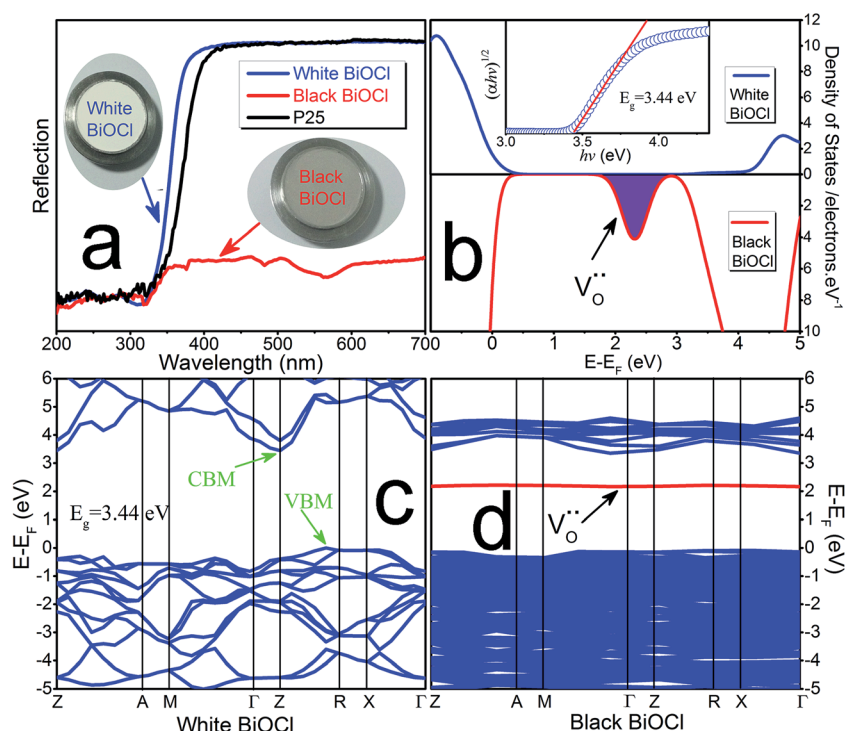 White BiOCl
Black BiOCl
P25
White
BiOCl
Black
BiOCl
a
Reflection
200 300 400 500 600 700
Wavelength (nm)
12
10
8
6
4
2
0
2
4
6
8
10
Density of States /electrons.eV⁻¹
(αhν)^1/2
E_g=3.44 eV
3.0 3.5 4.0
hν (eV)
White
BiOCl
Black
BiOCl
b
V_O^··
0 1 2 3 4 5
E-E_F (eV)
6
5
4
3
2
1
0
-1
-2
-3
-4
-5
E-E_F (eV)
CBM
VBM
E_g=3.44 eV
c
Z A M Γ Z R X Γ
White BiOCl
6
5
4
3
2
1
0
-1
-2
-3
-4
-5
E-E_F (eV)
d
V_O^··
Z A M Γ Z R X Γ
Black BiOCl